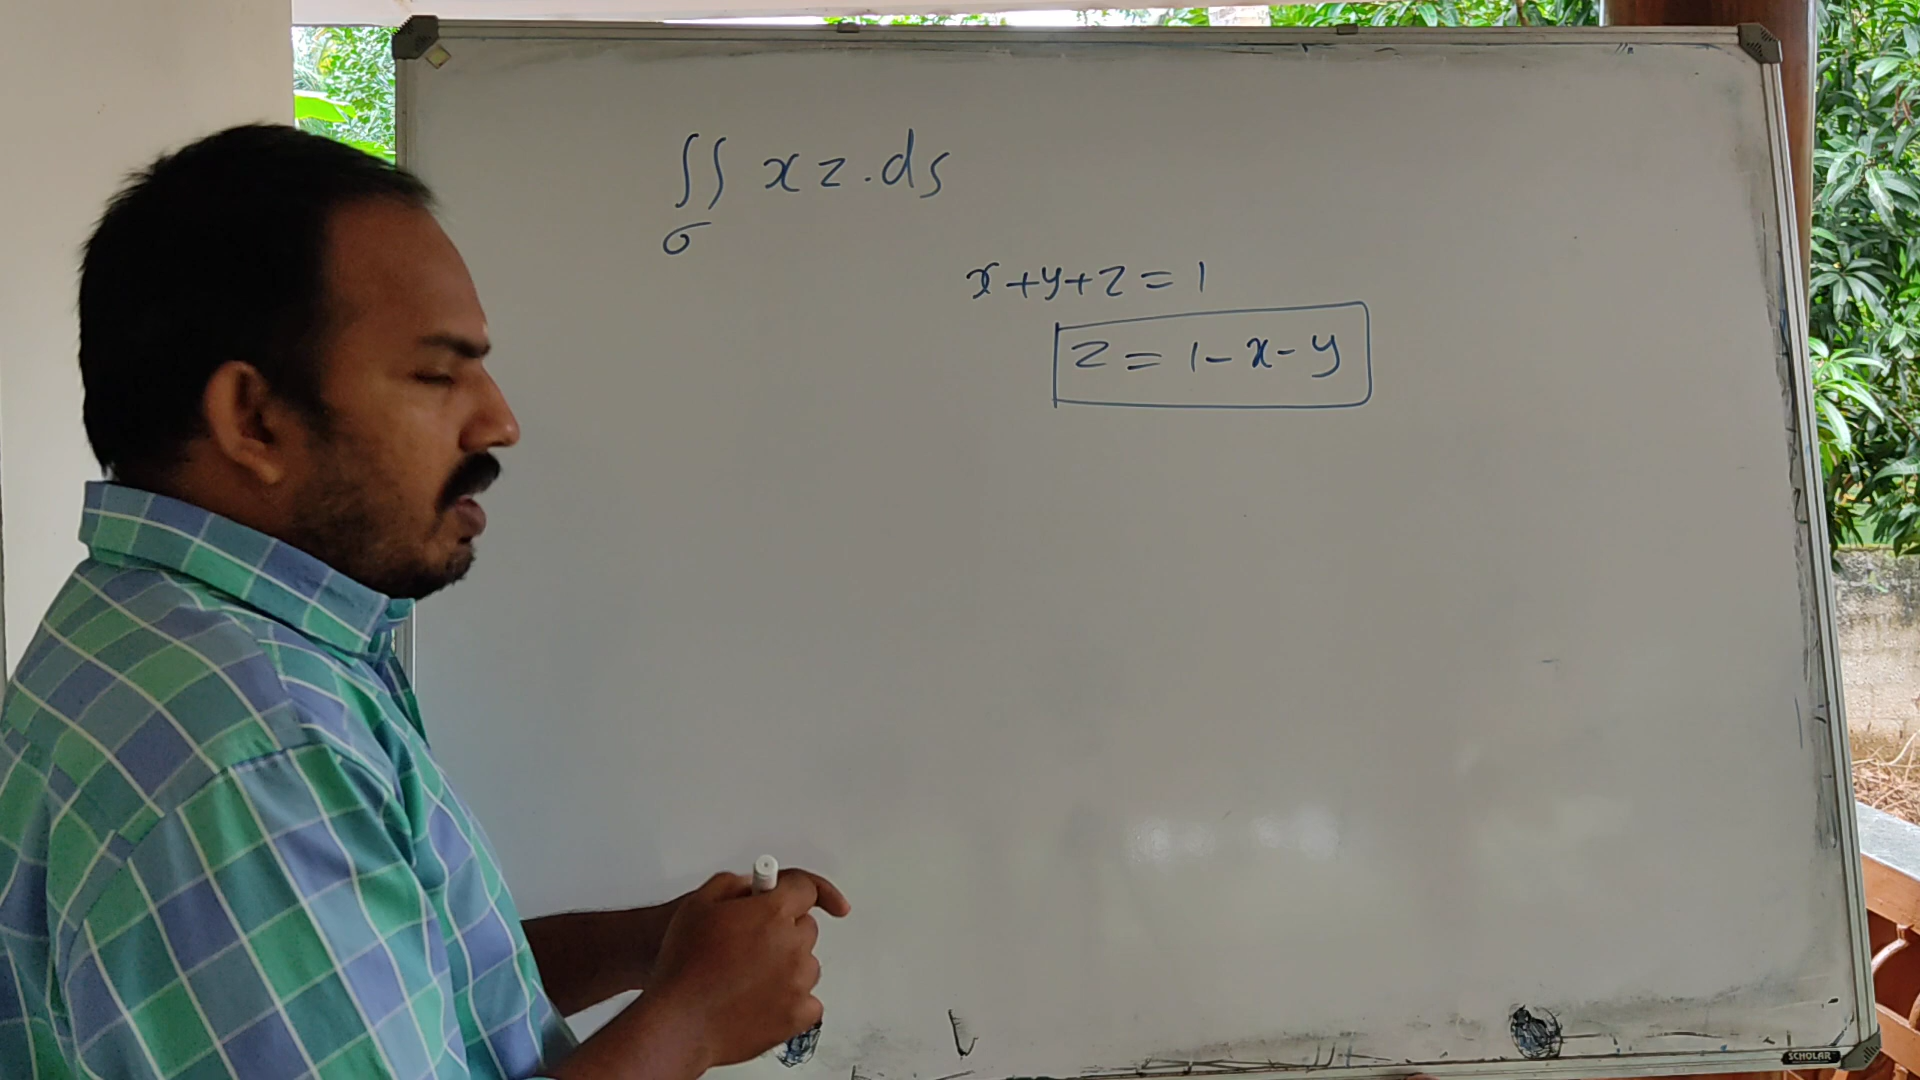 ∬ xz.ds
σ
x+y+z=1
z=1-x-y
SCHOLAR